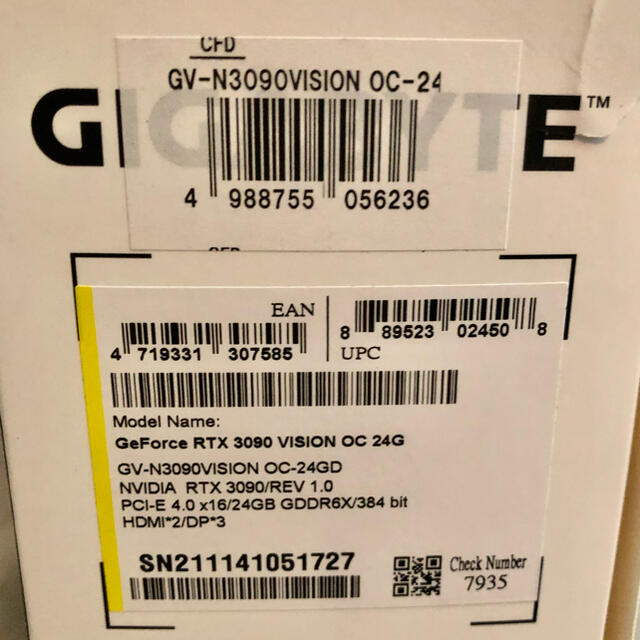 CFD
GV-N3090VISION OC-24
GIGABYTE™
4 988755 056236
EAN
4 719331 307585
8 89523 02450 8
UPC
Model Name:
GeForce RTX 3090 VISION OC 24G
GV-N3090VISION OC-24GD
NVIDIA RTX 3090/REV 1.0
PCI-E 4.0 x16/24GB GDDR6X/384 bit
HDMI*2/DP*3
SN211141051727
Check Number
7935